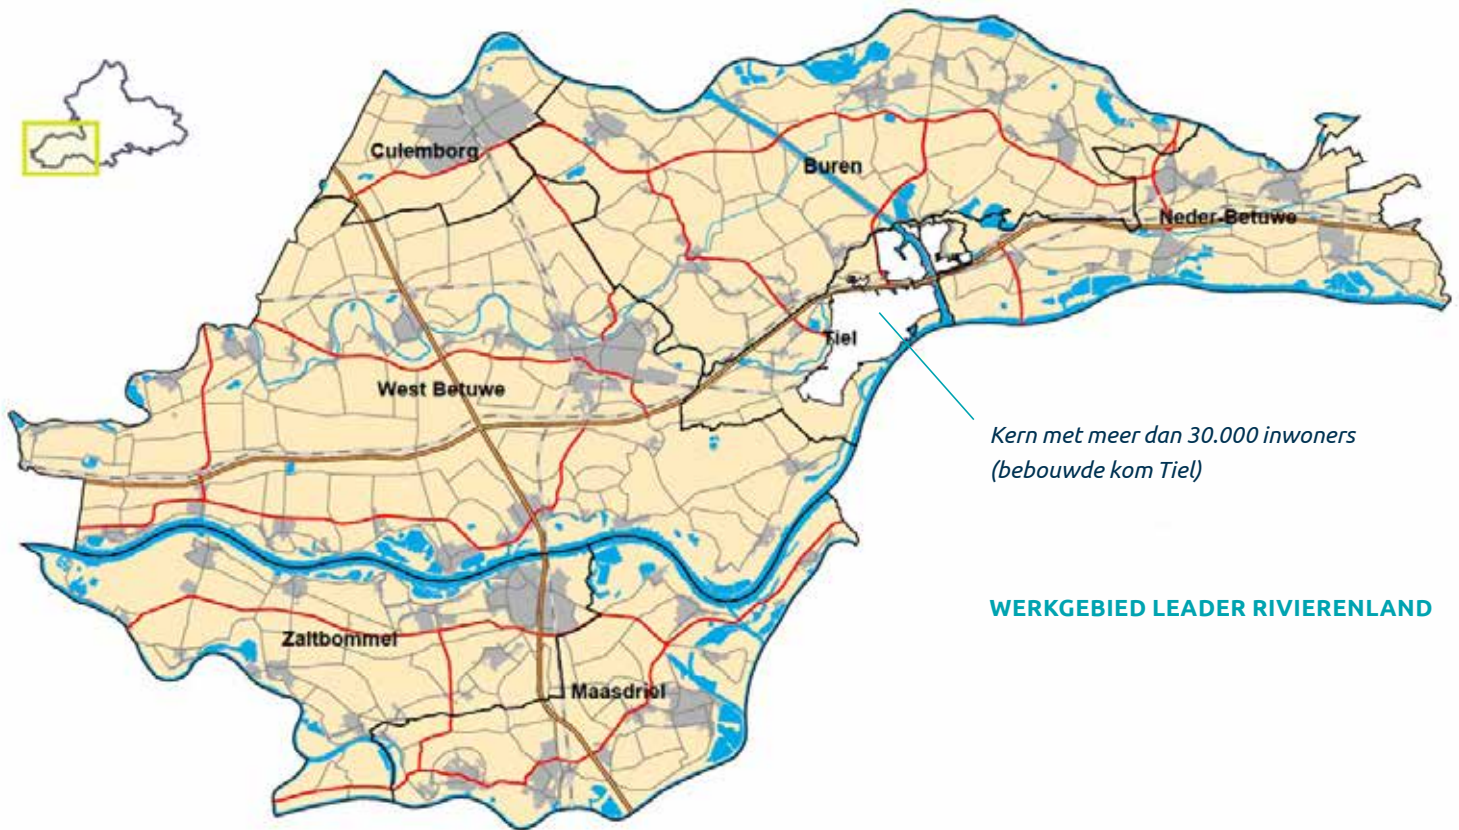 Culemborg
Buren
Neder-Betuwe
Tiel
West Betuwe
Kern met meer dan 30.000 inwoners
(bebouwde kom Tiel)
WERKGEBIED LEADER RIVIERENLAND
Zaltbommel
Maasdriel